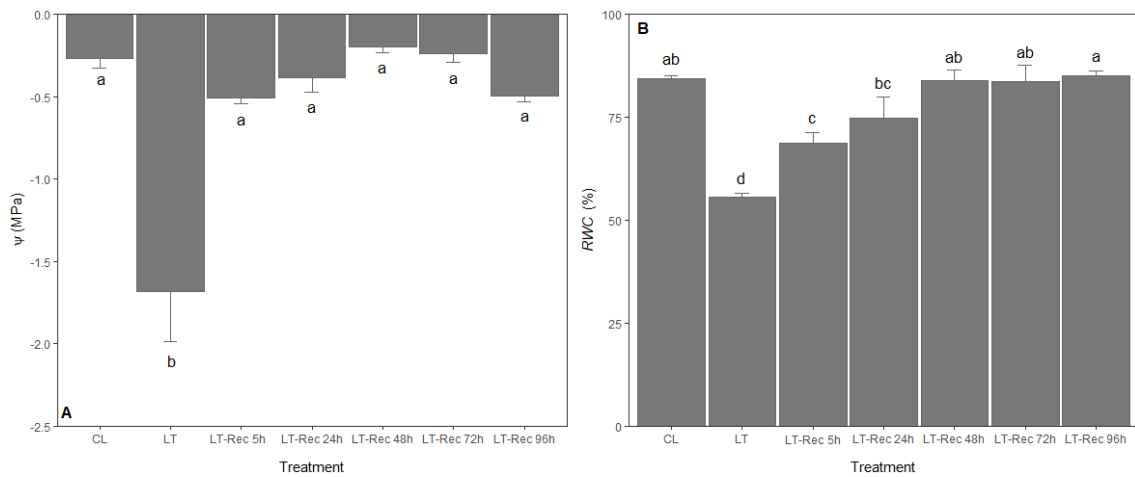 0.0
-0.5
-1.0
-1.5
-2.0
-2.5
ψ (MPa)
a
b
a
a
a
a
a
A
CL LT LT-Rec 5h LT-Rec 24h LT-Rec 48h LT-Rec 72h LT-Rec 96h
Treatment
100
75
50
25
0
RWC (%)
B
ab
d
c
bc
ab
ab
a
CL LT LT-Rec 5h LT-Rec 24h LT-Rec 48h LT-Rec 72h LT-Rec 96h
Treatment